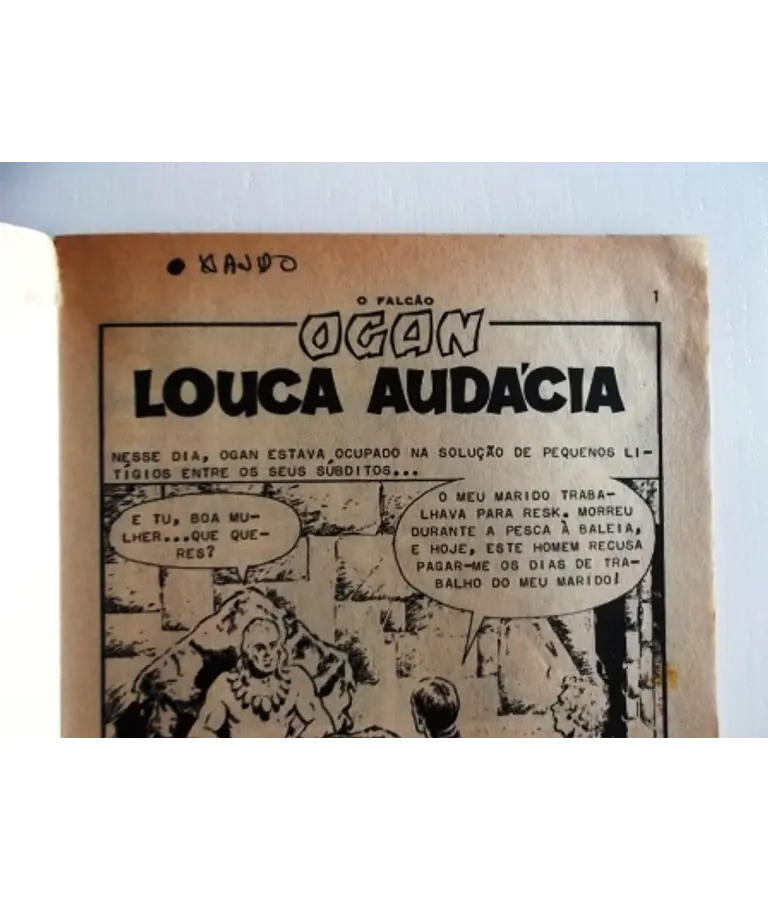 O FALCÃO
1
OGAN
LOUCA AUDÁCIA
NESSE DIA, OGAN ESTAVA OCUPADO NA SOLUÇÃO DE PEQUENOS LI-
TÍGIOS ENTRE OS SEUS SÚBDITOS...
E TU, BOA MU-
LHER...QUE QUE-
RES?
O MEU MARIDO TRABA-
LHAVA PARA RESK. MORREU
DURANTE A PESCA À BALEIA,
E HOJE, ESTE HOMEM RECUSA
PAGAR-ME OS DIAS DE TRA-
BALHO DO MEU MARIDO!